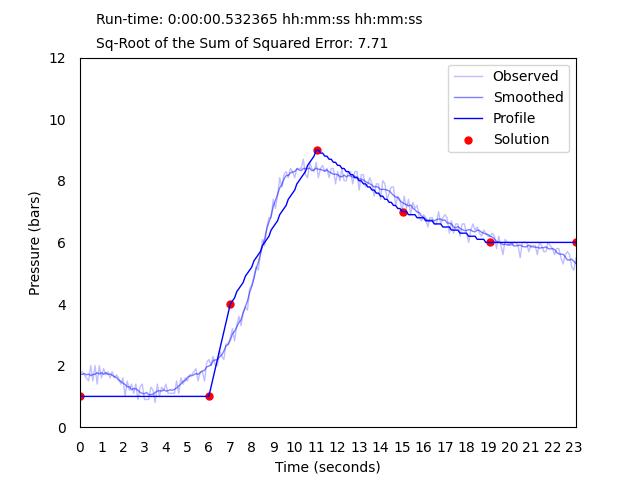 Run-time: 0:00:00.532365 hh:mm:ss hh:mm:ss
Sq-Root of the Sum of Squared Error: 7.71
12
10
8
6
4
2
0
Pressure (bars)
Observed
Smoothed
Profile
Solution
0 1 2 3 4 5 6 7 8 9 10 11 12 13 14 15 16 17 18 19 20 21 22 23
Time (seconds)